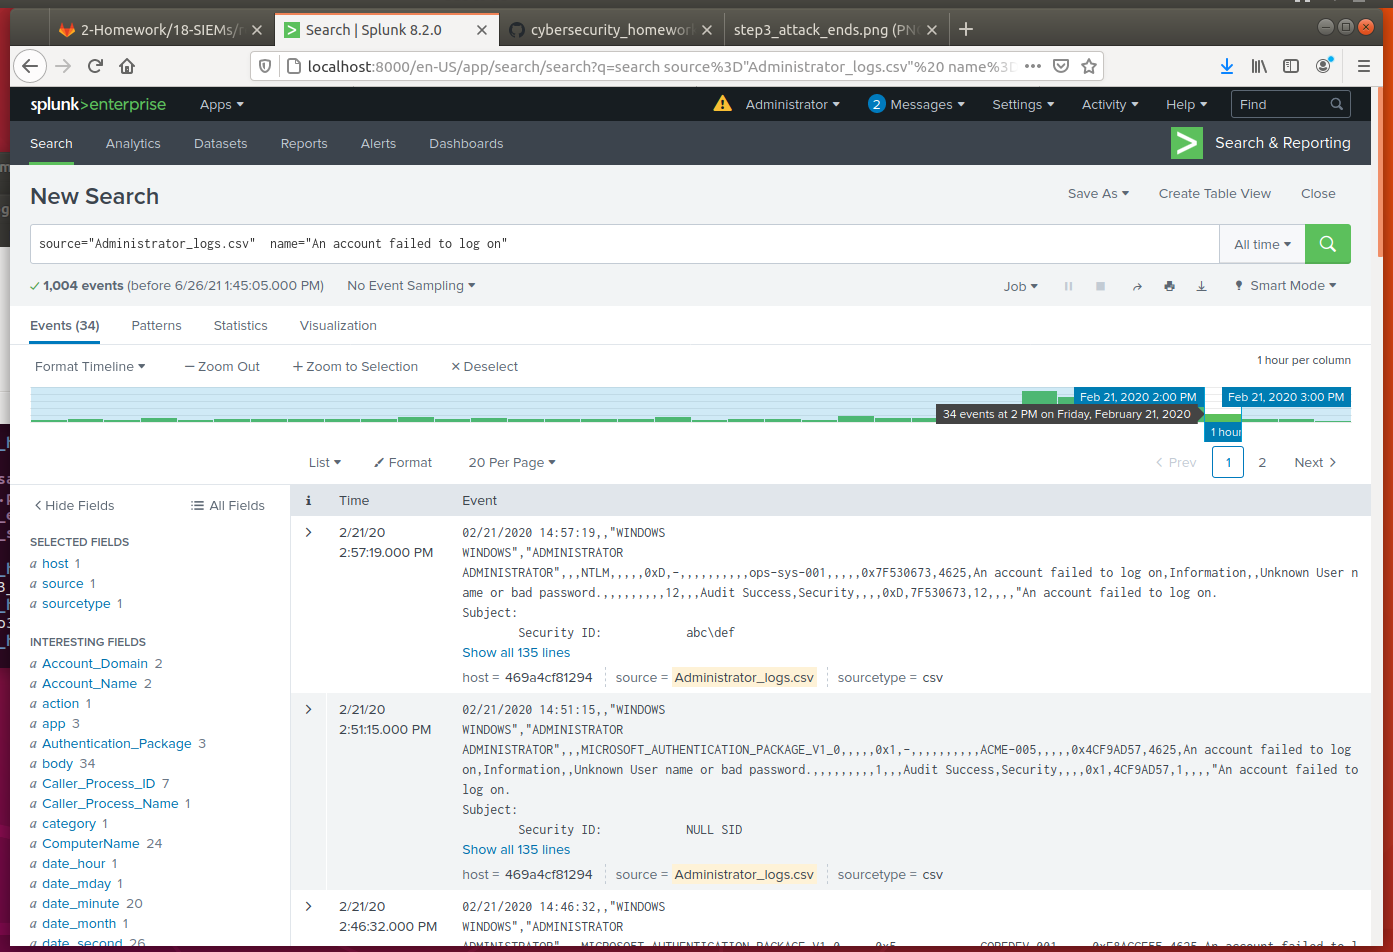 2-Homework/18-SIEMs/
Search | Splunk 8.2.0
cybersecurity_homewor
step3_attack_ends.png (PN
localhost:8000/en-US/app/search/search?q=search source%3D"Administrator_logs.csv"%20 name%3D
splunk>enterprise
Apps
Administrator
2 Messages
Settings
Activity
Help
Find
Search
Analytics
Datasets
Reports
Alerts
Dashboards
Search & Reporting
New Search
Save As
Create Table View
Close
source="Administrator_logs.csv"  name="An account failed to log on"
All time
1,004 events (before 6/26/21 1:45:05.000 PM)
No Event Sampling
Job
Smart Mode
Events (34)
Patterns
Statistics
Visualization
Format Timeline
— Zoom Out
+ Zoom to Selection
× Deselect
1 hour per column
Feb 21, 2020 2:00 PM
Feb 21, 2020 3:00 PM
34 events at 2 PM on Friday, February 21, 2020
1 hour
List
Format
20 Per Page
< Prev
1
2
Next >
< Hide Fields
All Fields
SELECTED FIELDS
a host 1
a source 1
a sourcetype 1
INTERESTING FIELDS
a Account_Domain 2
a Account_Name 2
a action 1
a app 3
a Authentication_Package 3
a body 34
a Caller_Process_ID 7
a Caller_Process_Name 1
a category 1
a ComputerName 24
a date_hour 1
a date_mday 1
a date_minute 20
a date_month 1
a date_second 26
i
Time
Event
2/21/20
2:57:19.000 PM
02/21/2020 14:57:19,,"WINDOWS
WINDOWS","ADMINISTRATOR
ADMINISTRATOR",,,NTLM,,,,,0xD,-,,,,,,,,,,ops-sys-001,,,,,0x7F530673,4625,An account failed to log on,Information,,Unknown User n
ame or bad password.,,,,,,,,,12,,,Audit Success,Security,,,,0xD,7F530673,12,,,,"An account failed to log on.
Subject:
Security ID: abc\def
Show all 135 lines
host = 469a4cf81294
source = Administrator_logs.csv
sourcetype = csv
2/21/20
2:51:15.000 PM
02/21/2020 14:51:15,,"WINDOWS
WINDOWS","ADMINISTRATOR
ADMINISTRATOR",,,MICROSOFT_AUTHENTICATION_PACKAGE_V1_0,,,,,0x1,-,,,,,,,,,,ACME-005,,,,,0x4CF9AD57,4625,An account failed to log
on,Information,,Unknown User name or bad password.,,,,,,,,,1,,,Audit Success,Security,,,,0x1,4CF9AD57,1,,,,"An account failed to
log on.
Subject:
Security ID: NULL SID
Show all 135 lines
host = 469a4cf81294
source = Administrator_logs.csv
sourcetype = csv
2/21/20
2:46:32.000 PM
02/21/2020 14:46:32,,"WINDOWS
WINDOWS","ADMINISTRATOR